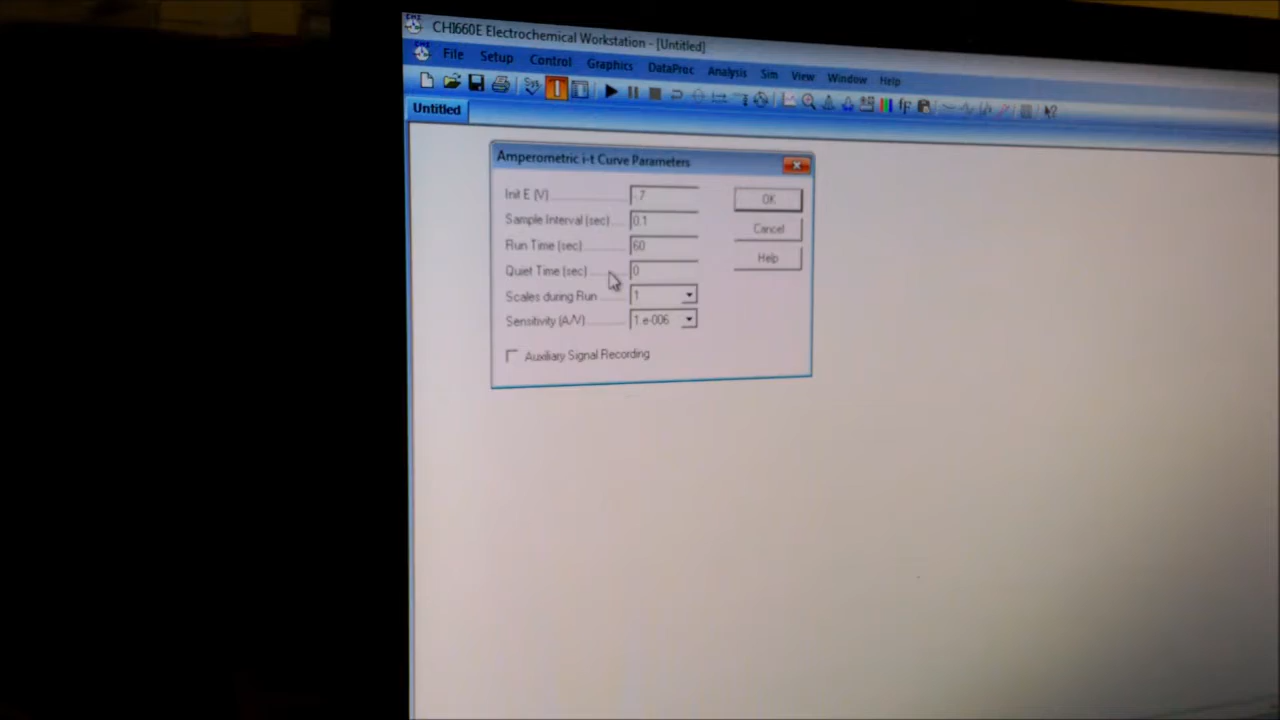 CHI660E Electrochemical Workstation - [Untitled]
File Setup Control Graphics DataProc Analysis Sim View Window Help
Untitled
Amperometric i-t Curve Parameters
Init E (V) -.7 OK
Sample Interval (sec) 0.1 Cancel
Run Time (sec) 60 Help
Quiet Time (sec) 0
Scales during Run 1
Sensitivity (A/V) 1.e-006
Auxiliary Signal Recording